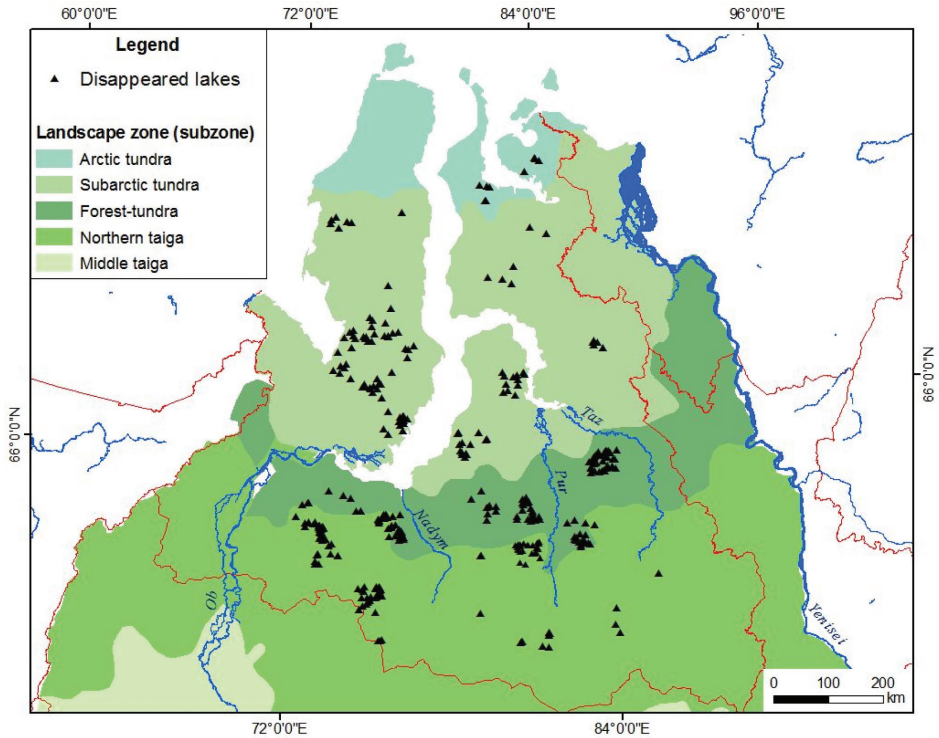 60°0'0"E 72°0'0"E 84°0'0"E 96°0'0"E
Legend
Disappeared lakes
Landscape zone (subzone)
Arctic tundra
Subarctic tundra
Forest-tundra
Northern taiga
Middle taiga
66°0'0"N
66°0'0"N
Taz
Pur
Nadym
Ob
Yenisei
0 100 200
km
72°0'0"E 84°0'0"E